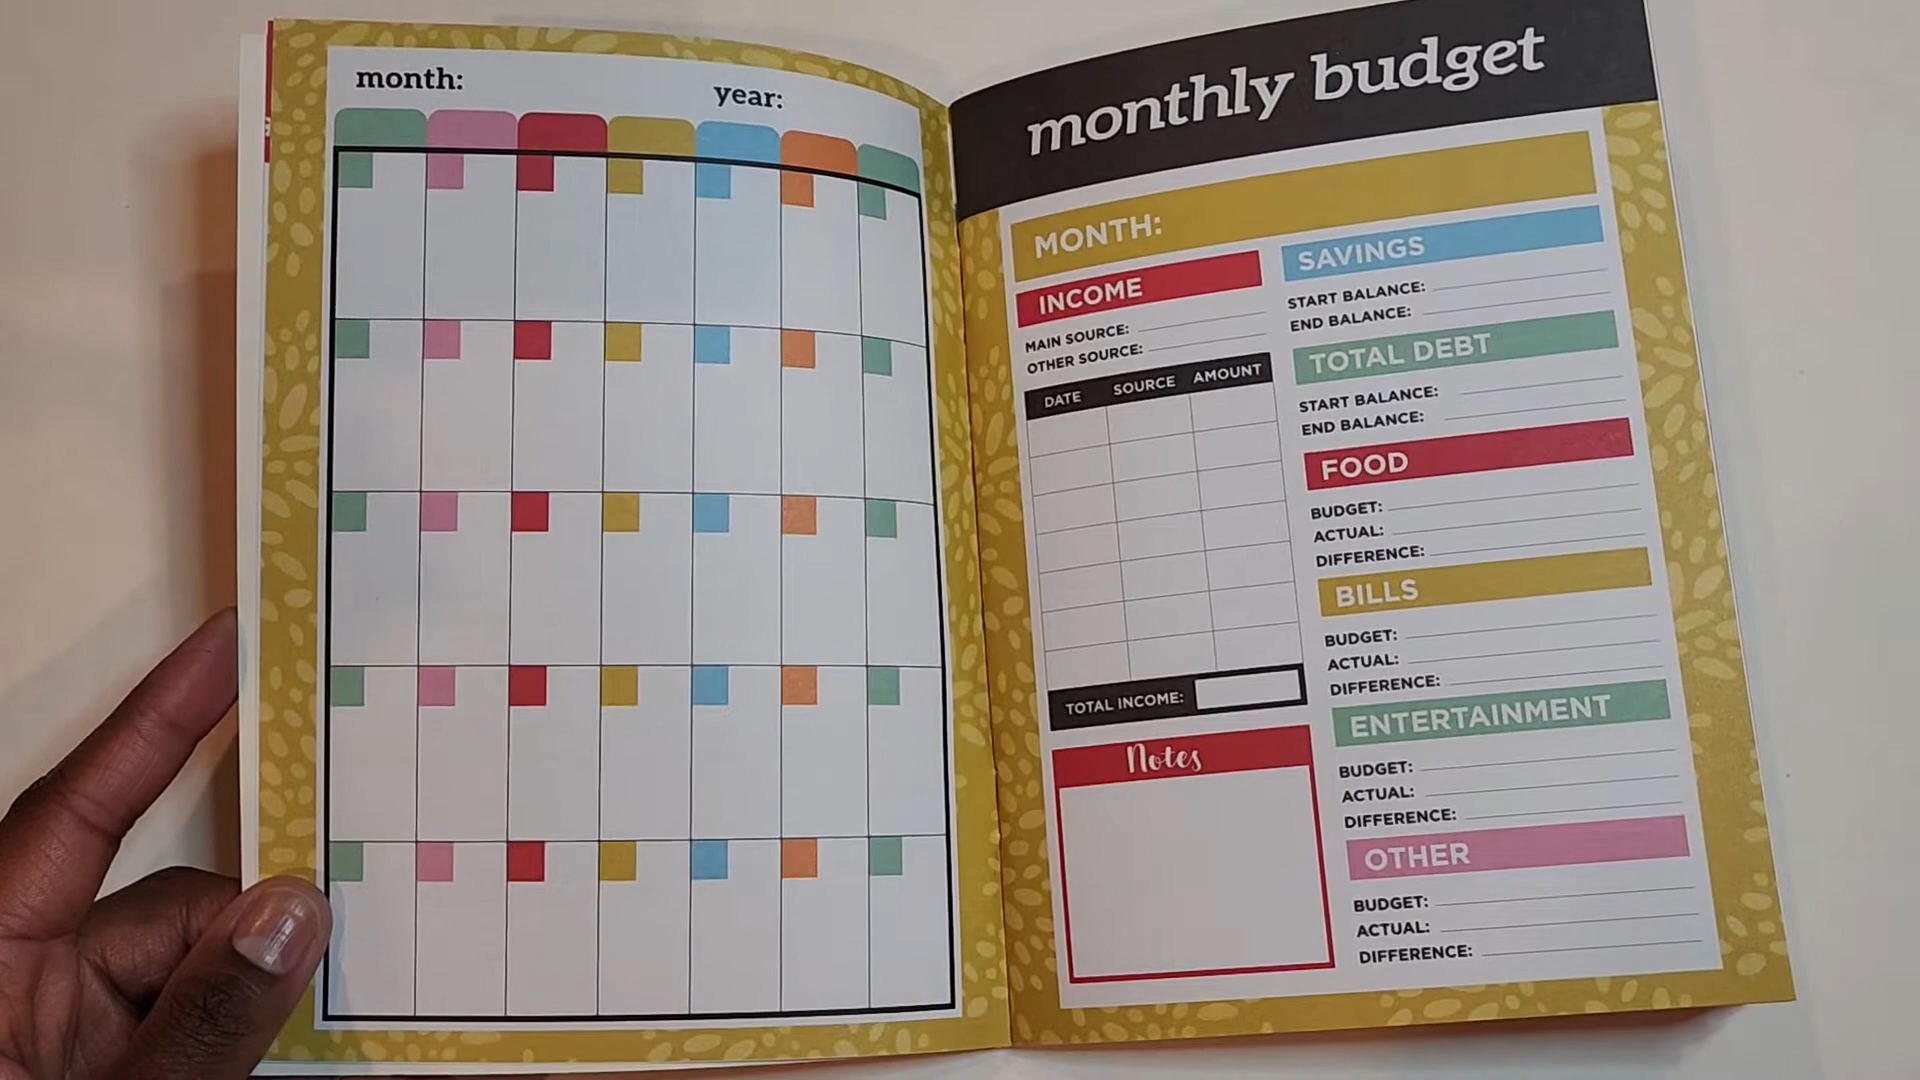 month:
year:
monthly budget
MONTH:
INCOME
MAIN SOURCE:
OTHER SOURCE:
DATE SOURCE AMOUNT
TOTAL INCOME:
Notes
SAVINGS
START BALANCE:
END BALANCE:
TOTAL DEBT
START BALANCE:
END BALANCE:
FOOD
BUDGET:
ACTUAL:
DIFFERENCE:
BILLS
BUDGET:
ACTUAL:
DIFFERENCE:
ENTERTAINMENT
BUDGET:
ACTUAL:
DIFFERENCE:
OTHER
BUDGET:
ACTUAL:
DIFFERENCE: